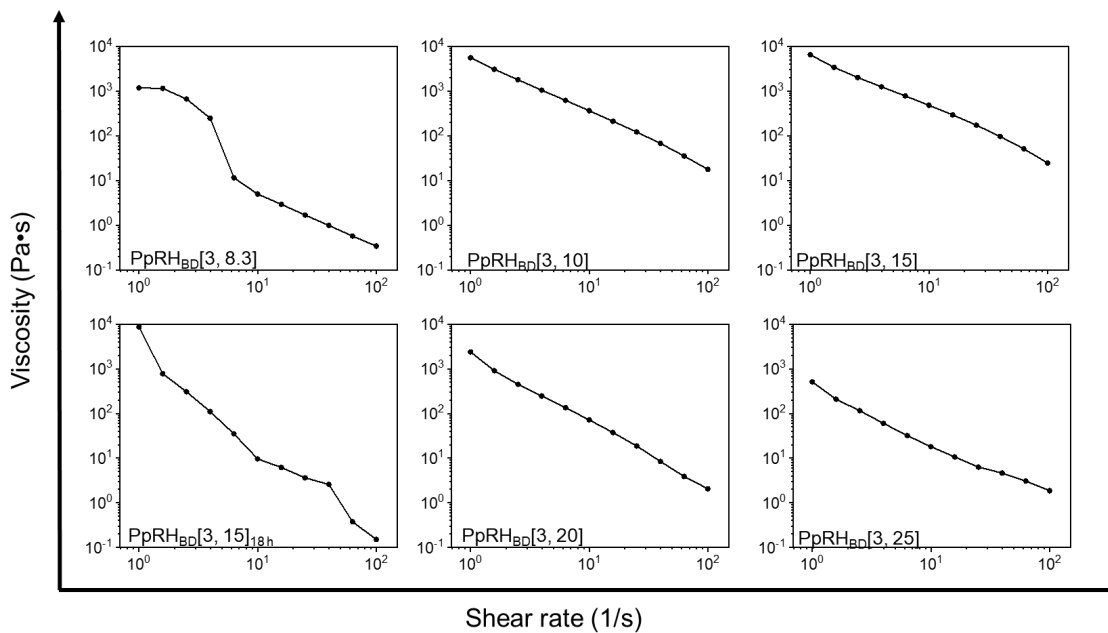 Viscosity (Pa•s)
10⁴
10³
10²
10¹
10⁰
10⁻¹
PpRH_BD[3, 8.3]
10⁰ 10¹ 10²
10⁴
10³
10²
10¹
10⁰
10⁻¹
PpRH_BD[3, 10]
10⁰ 10¹ 10²
10⁴
10³
10²
10¹
10⁰
10⁻¹
PpRH_BD[3, 15]
10⁰ 10¹ 10²
10⁴
10³
10²
10¹
10⁰
10⁻¹
PpRH_BD[3, 15]_18 h
10⁰ 10¹ 10²
10⁴
10³
10²
10¹
10⁰
10⁻¹
PpRH_BD[3, 20]
10⁰ 10¹ 10²
10⁴
10³
10²
10¹
10⁰
10⁻¹
PpRH_BD[3, 25]
10⁰ 10¹ 10²
Shear rate (1/s)